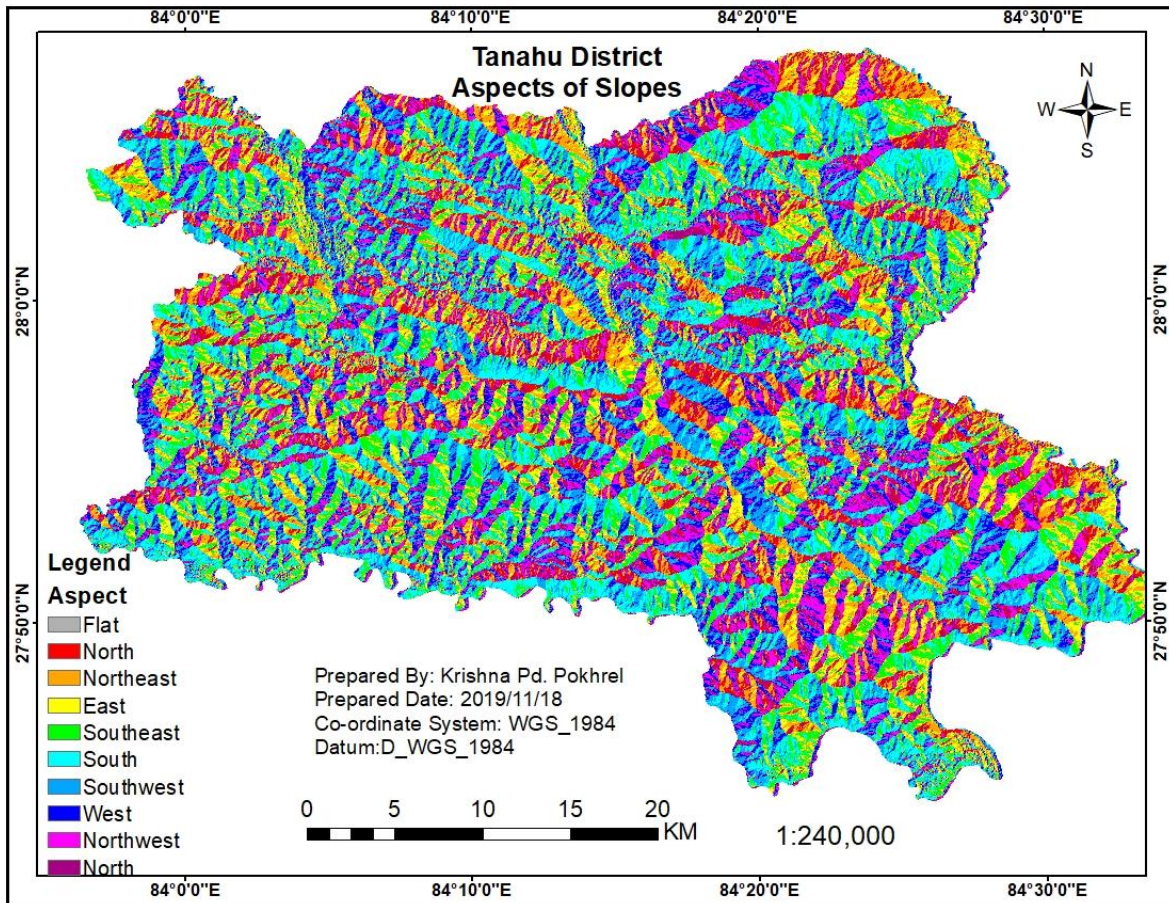 84°0'0"E 84°10'0"E 84°20'0"E 84°30'0"E
Tanahu District
Aspects of Slopes
N
W E
S
28°0'0"N 28°0'0"N
27°50'0"N 27°50'0"N
Legend
Aspect
Flat
North
Northeast
East
Southeast
South
Southwest
West
Northwest
North
Prepared By: Krishna Pd. Pokhrel
Prepared Date: 2019/11/18
Co-ordinate System: WGS_1984
Datum:D_WGS_1984
0 5 10 15 20
KM
1:240,000
84°0'0"E 84°10'0"E 84°20'0"E 84°30'0"E